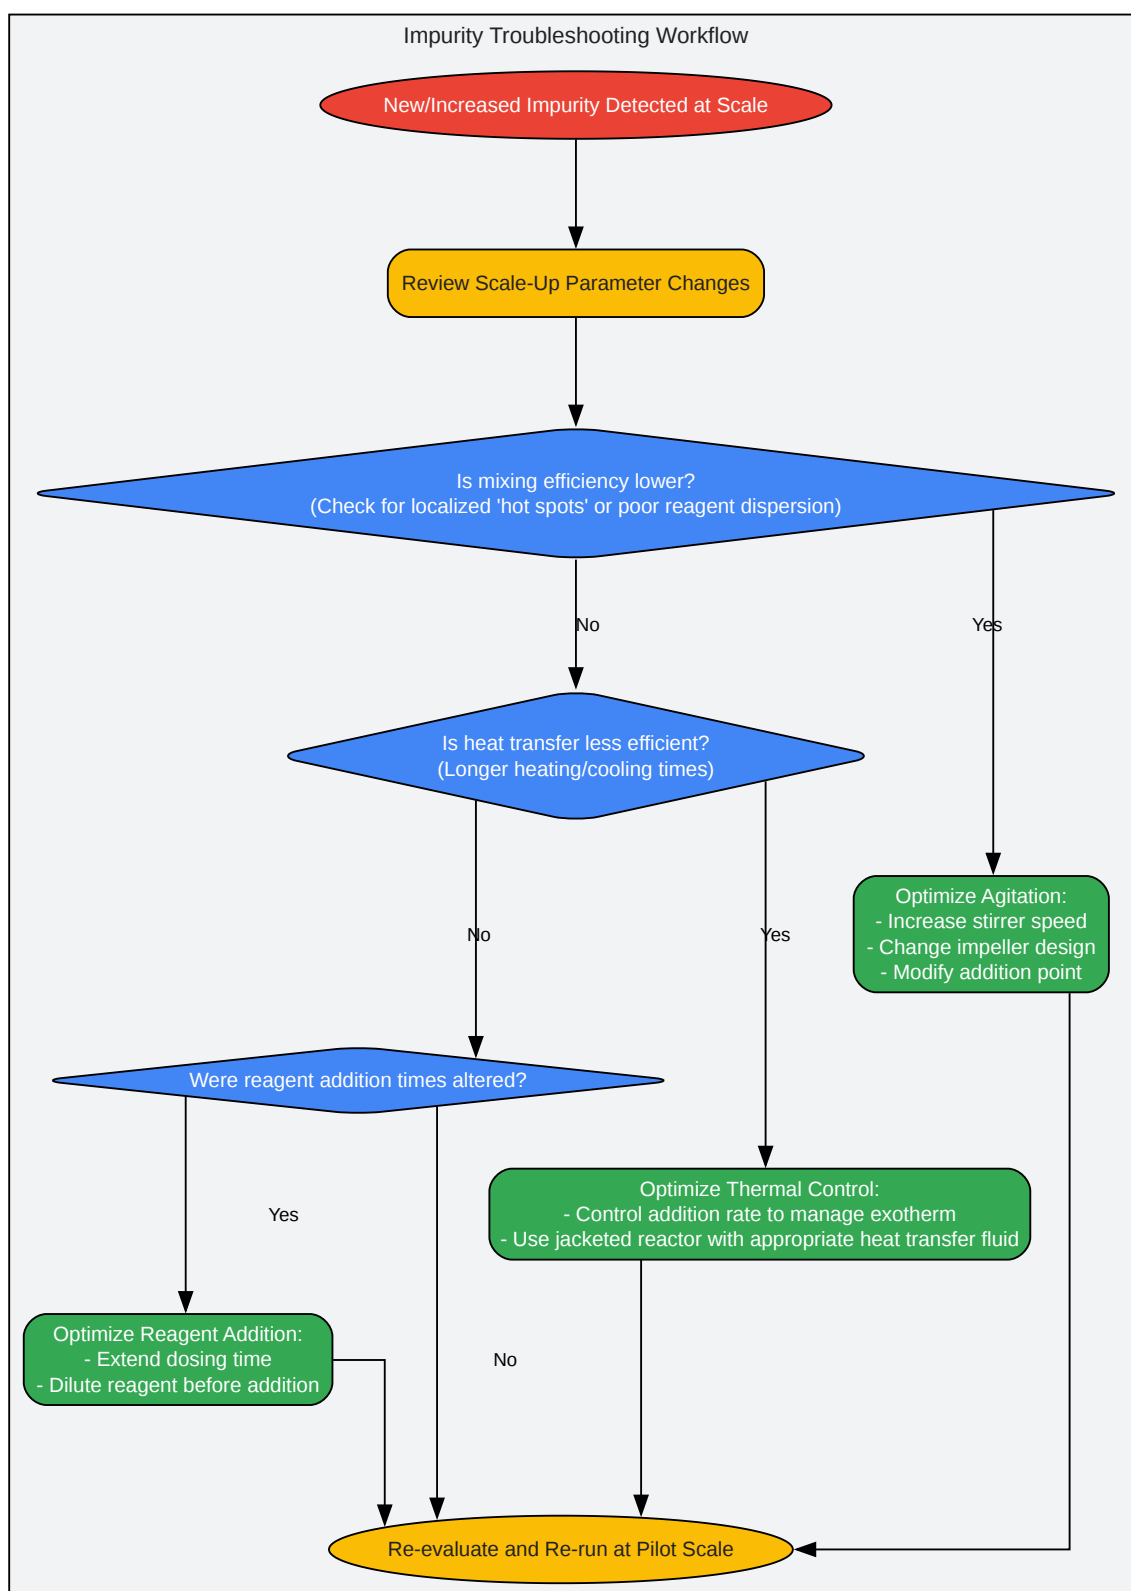 Impurity Troubleshooting Workflow
New/Increased Impurity Detected at Scale
Review Scale-Up Parameter Changes
Is mixing efficiency lower?
(Check for localized 'hot spots' or poor reagent dispersion)
No
Yes
Is heat transfer less efficient?
(Longer heating/cooling times)
Optimize Agitation:
- Increase stirrer speed
- Change impeller design
- Modify addition point
No
Yes
Were reagent addition times altered?
Optimize Thermal Control:
- Control addition rate to manage exotherm
- Use jacketed reactor with appropriate heat transfer fluid
Yes
Optimize Reagent Addition:
- Extend dosing time
- Dilute reagent before addition
No
Re-evaluate and Re-run at Pilot Scale